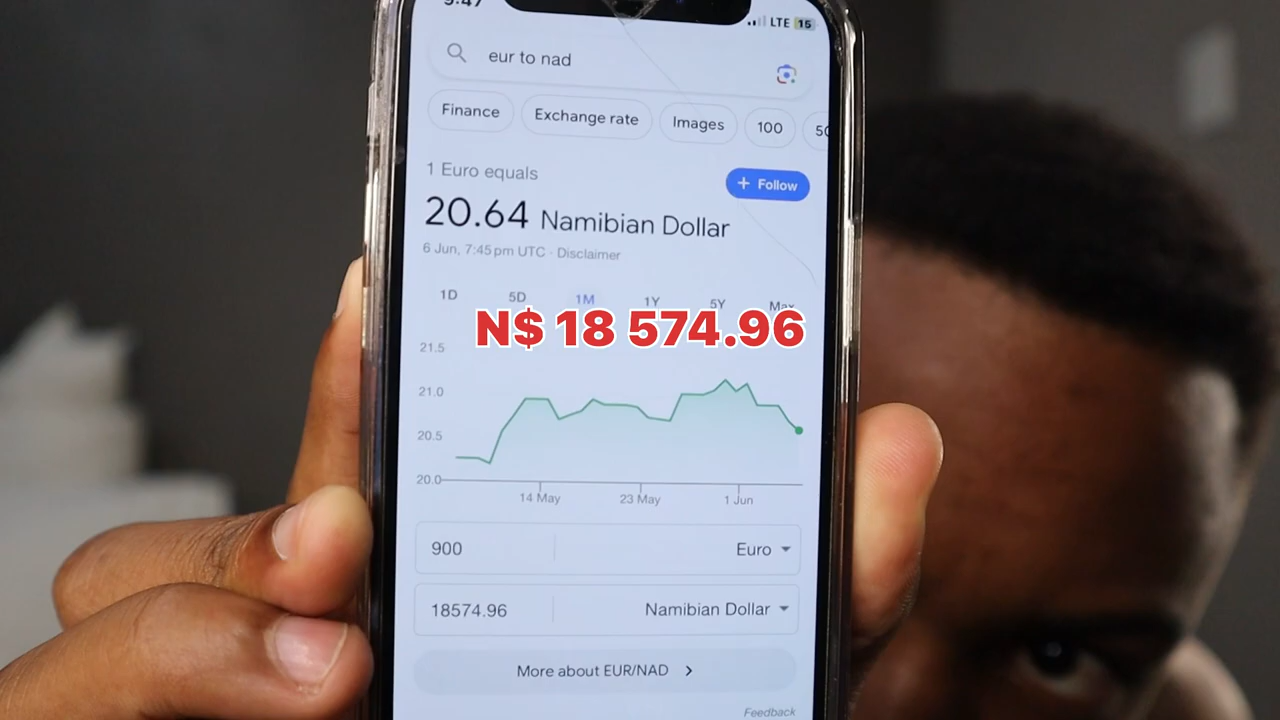 9:47
LTE 15
eur to nad
Finance Exchange rate Images 100
1 Euro equals
+ Follow
20.64 Namibian Dollar
6 Jun, 7:45 pm UTC · Disclaimer
1D 5D 1M 1Y 5Y Max
N$ 18 574.96
21.5
21.0
20.5
20.0
14 May 23 May 1 Jun
900 Euro
18574.96 Namibian Dollar
More about EUR/NAD
Feedback